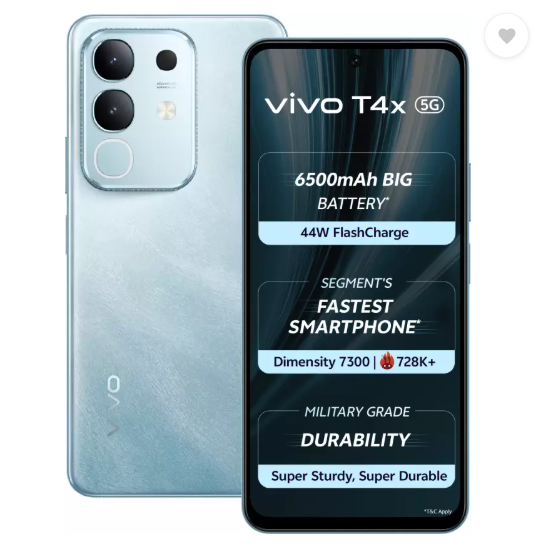 vivo T4x 5G
6500mAh BIG
BATTERY*
44W FlashCharge
SEGMENT'S
FASTEST
SMARTPHONE*
Dimensity 7300 | 728K+
MILITARY GRADE
DURABILITY
Super Sturdy, Super Durable
*T&C Apply
vivo